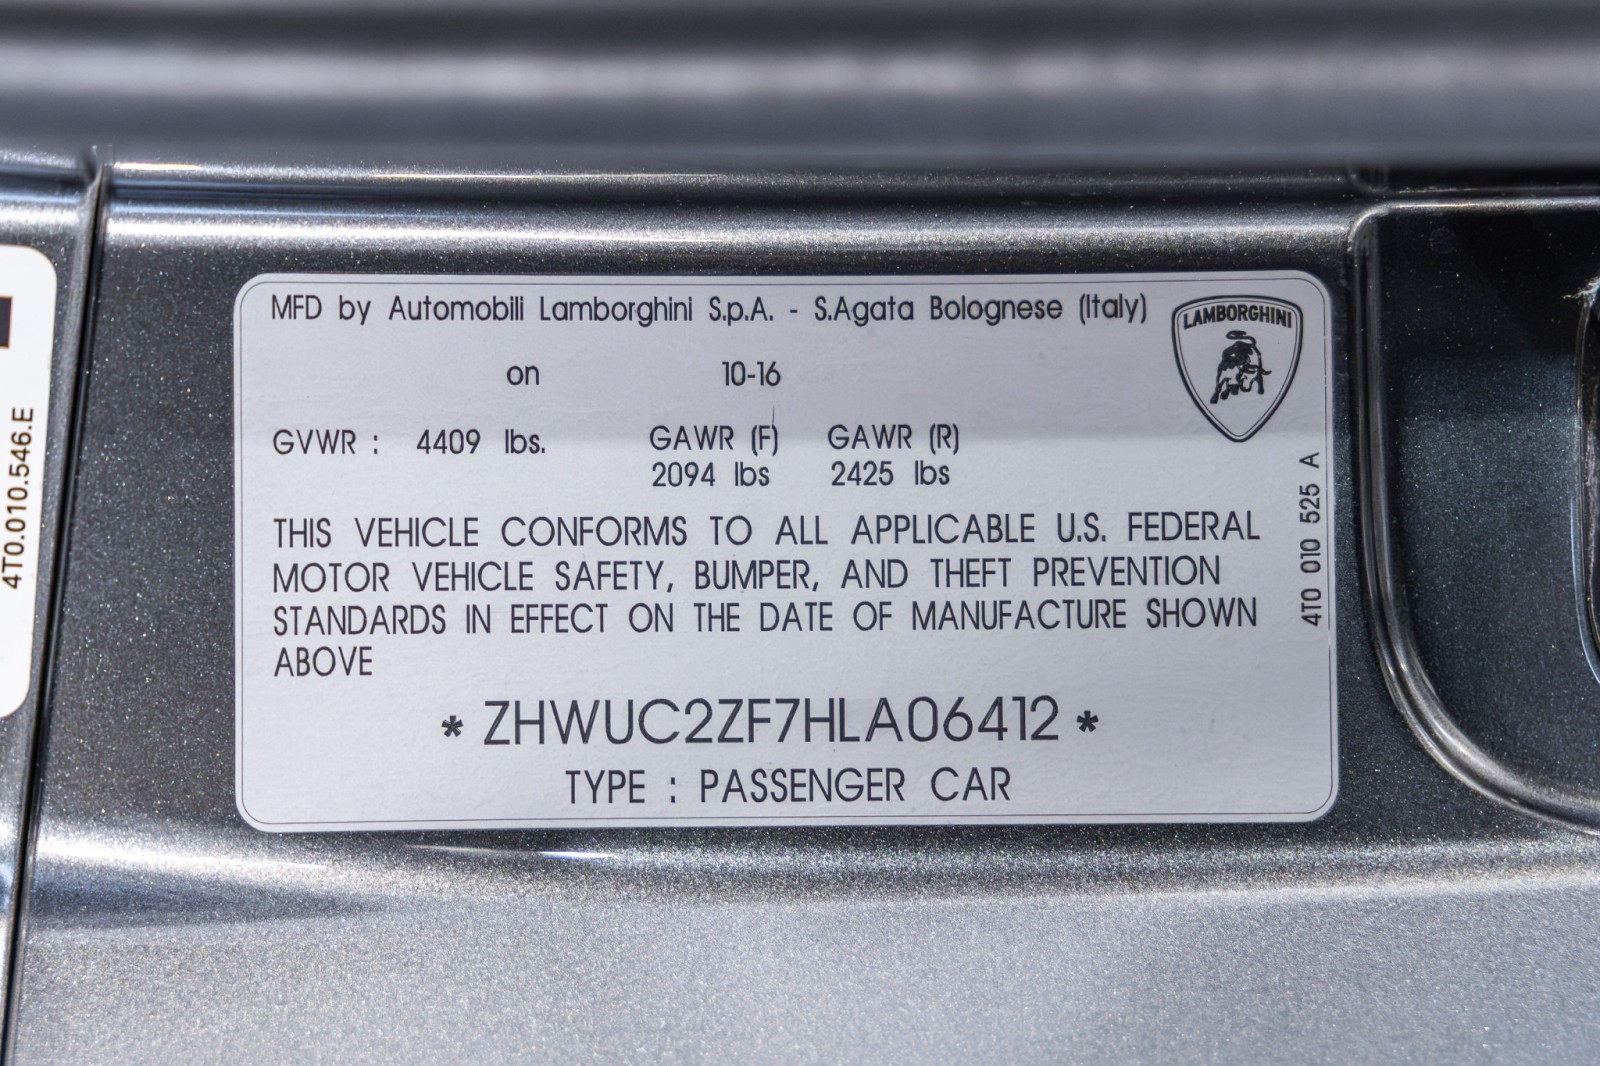 MFD by Automobili Lamborghini S.p.A. - S.Agata Bolognese (Italy)
LAMBORGHINI
on 10-16
GVWR : 4409 lbs. GAWR (F) GAWR (R)
2094 lbs 2425 lbs
THIS VEHICLE CONFORMS TO ALL APPLICABLE U.S. FEDERAL
MOTOR VEHICLE SAFETY, BUMPER, AND THEFT PREVENTION
STANDARDS IN EFFECT ON THE DATE OF MANUFACTURE SHOWN
ABOVE
* ZHWUC2ZF7HLA06412 *
TYPE : PASSENGER CAR
4T0 010 525 A
4T0.010.546.E